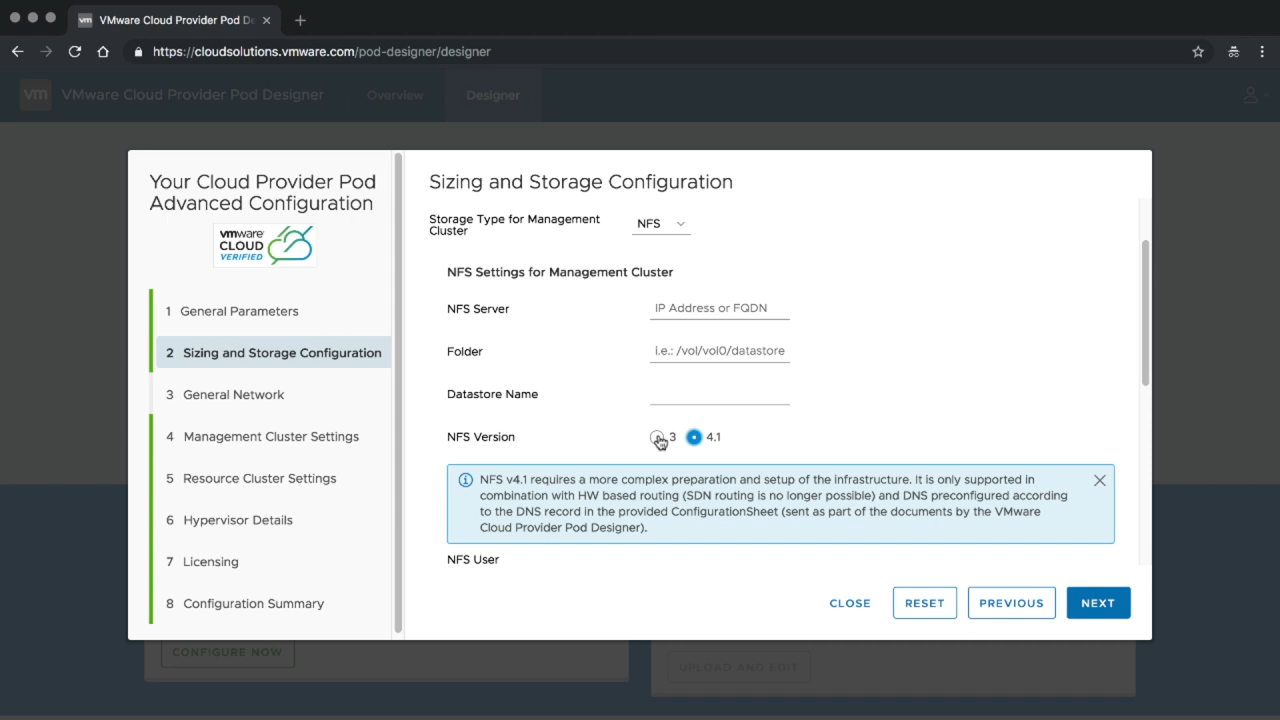 vm VMware Cloud Provider Pod De
https://cloudsolutions.vmware.com/pod-designer/designer
vm VMware Cloud Provider Pod Designer Overview Designer
Your Cloud Provider Pod
Advanced Configuration
vmware
CLOUD
VERIFIED
1 General Parameters
2 Sizing and Storage Configuration
3 General Network
4 Management Cluster Settings
5 Resource Cluster Settings
6 Hypervisor Details
7 Licensing
8 Configuration Summary
Sizing and Storage Configuration
Storage Type for Management
Cluster
NFS
NFS Settings for Management Cluster
NFS Server IP Address or FQDN
Folder i.e.: /vol/vol0/datastore
Datastore Name
NFS Version 3 4.1
NFS v4.1 requires a more complex preparation and setup of the infrastructure. It is only supported in
combination with HW based routing (SDN routing is no longer possible) and DNS preconfigured according
to the DNS record in the provided ConfigurationSheet (sent as part of the documents by the VMware
Cloud Provider Pod Designer).
NFS User
CLOSE RESET PREVIOUS NEXT
CONFIGURE NOW
UPLOAD AND EDIT